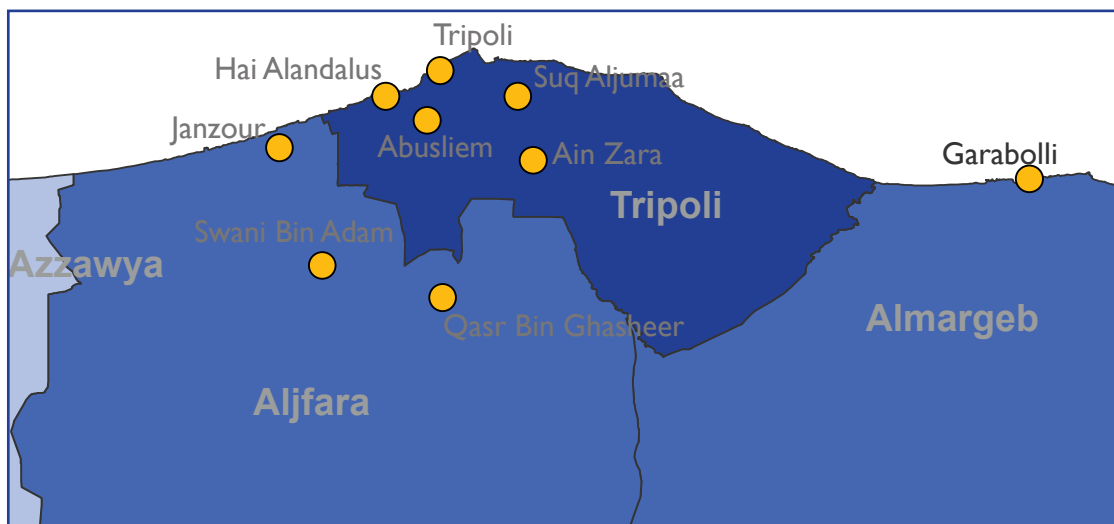 Tripoli
Hai Alandalus
Suq Aljumaa
Janzour
Abusliem
Ain Zara
Garabolli
Tripoli
Swani Bin Adam
Azzawya
Qasr Bin Ghasheer
Almargeb
Aljfara